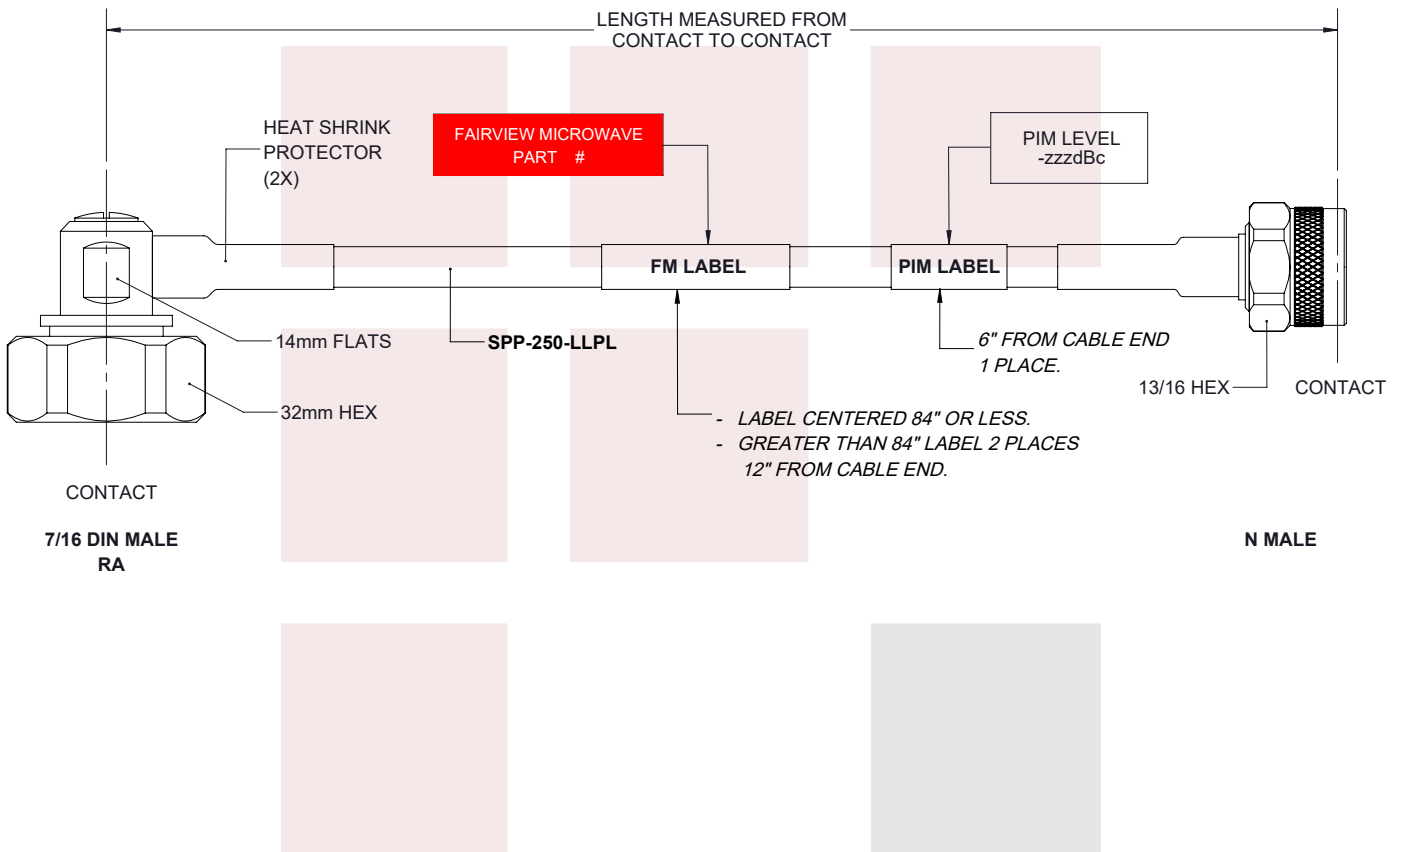 LENGTH MEASURED FROM
CONTACT TO CONTACT
HEAT SHRINK
PROTECTOR
(2X)
FAIRVIEW MICROWAVE
PART #
PIM LEVEL
-zzzdBc
FM LABEL
PIM LABEL
14mm FLATS
SPP-250-LLPL
6" FROM CABLE END
1 PLACE.
13/16 HEX
CONTACT
32mm HEX
- LABEL CENTERED 84" OR LESS.
- GREATER THAN 84" LABEL 2 PLACES
12" FROM CABLE END.
CONTACT
7/16 DIN MALE
RA
N MALE